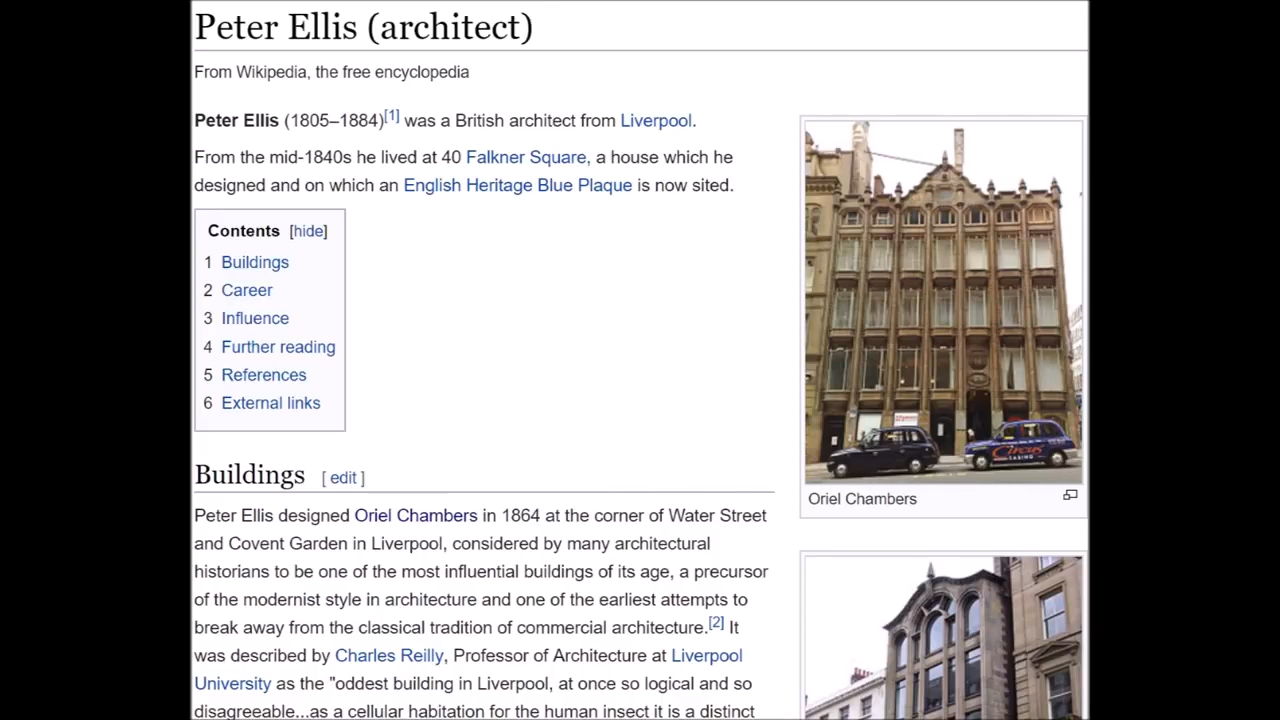 Peter Ellis (architect)
From Wikipedia, the free encyclopedia
Peter Ellis (1805–1884)[1] was a British architect from Liverpool.
From the mid-1840s he lived at 40 Falkner Square, a house which he
designed and on which an English Heritage Blue Plaque is now sited.
Contents [hide]
1 Buildings
2 Career
3 Influence
4 Further reading
5 References
6 External links
Buildings [ edit ]
Peter Ellis designed Oriel Chambers in 1864 at the corner of Water Street
and Covent Garden in Liverpool, considered by many architectural
historians to be one of the most influential buildings of its age, a precursor
of the modernist style in architecture and one of the earliest attempts to
break away from the classical tradition of commercial architecture.[2] It
was described by Charles Reilly, Professor of Architecture at Liverpool
University as the "oddest building in Liverpool, at once so logical and so
disagreeable...as a cellular habitation for the human insect it is a distinct
Circus
CASINO
Oriel Chambers